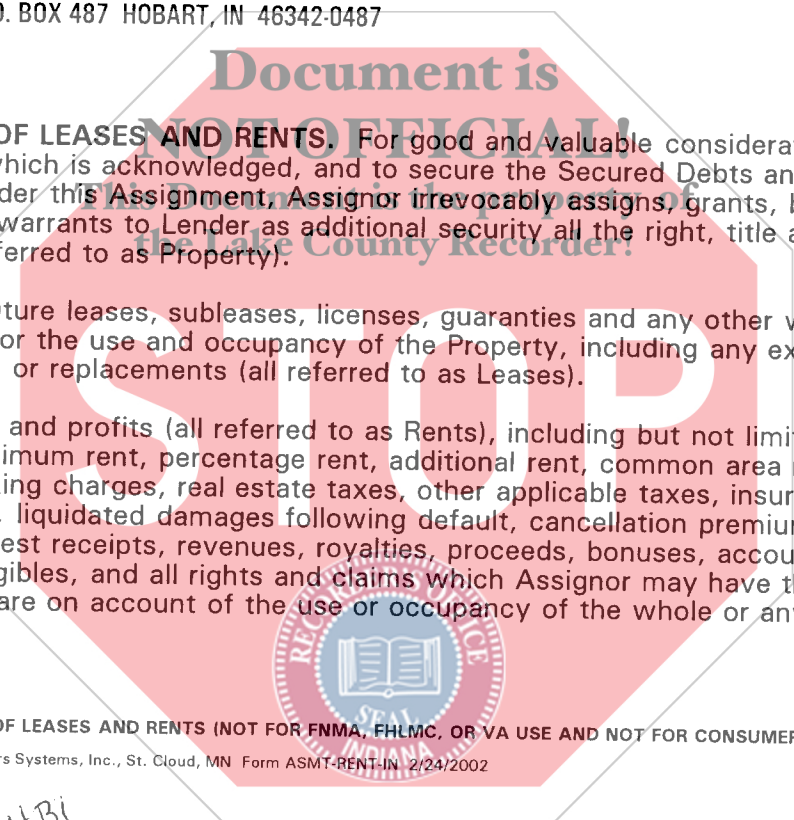 . BOX 487 HOBART, IN 46342-0487
Document is
NOT OFFICIAL!
OF LEASES AND RENTS. For good and valuable considera
which is acknowledged, and to secure the Secured Debts an
der this Assignment, Assignor irrevocably assigns, grants, b
This Document is the property of
warrants to Lender as additional security all the right, title a
the Lake County Recorder!
ferred to as Property).
ture leases, subleases, licenses, guaranties and any other v
or the use and occupancy of the Property, including any ex
or replacements (all referred to as Leases).
STOP
and profits (all referred to as Rents), including but not limit
imum rent, percentage rent, additional rent, common area
ing charges, real estate taxes, other applicable taxes, insur
, liquidated damages following default, cancellation premiu
est receipts, revenues, royalties, proceeds, bonuses, accou
gibles, and all rights and claims which Assignor may have th
are on account of the use or occupancy of the whole or any
RECORDER'S OFFICE
SEAL
INDIANA
OF LEASES AND RENTS (NOT FOR FNMA, FHLMC, OR VA USE AND NOT FOR CONSUMER
rs Systems, Inc., St. Cloud, MN Form ASMT-RENT-IN 2/24/2002